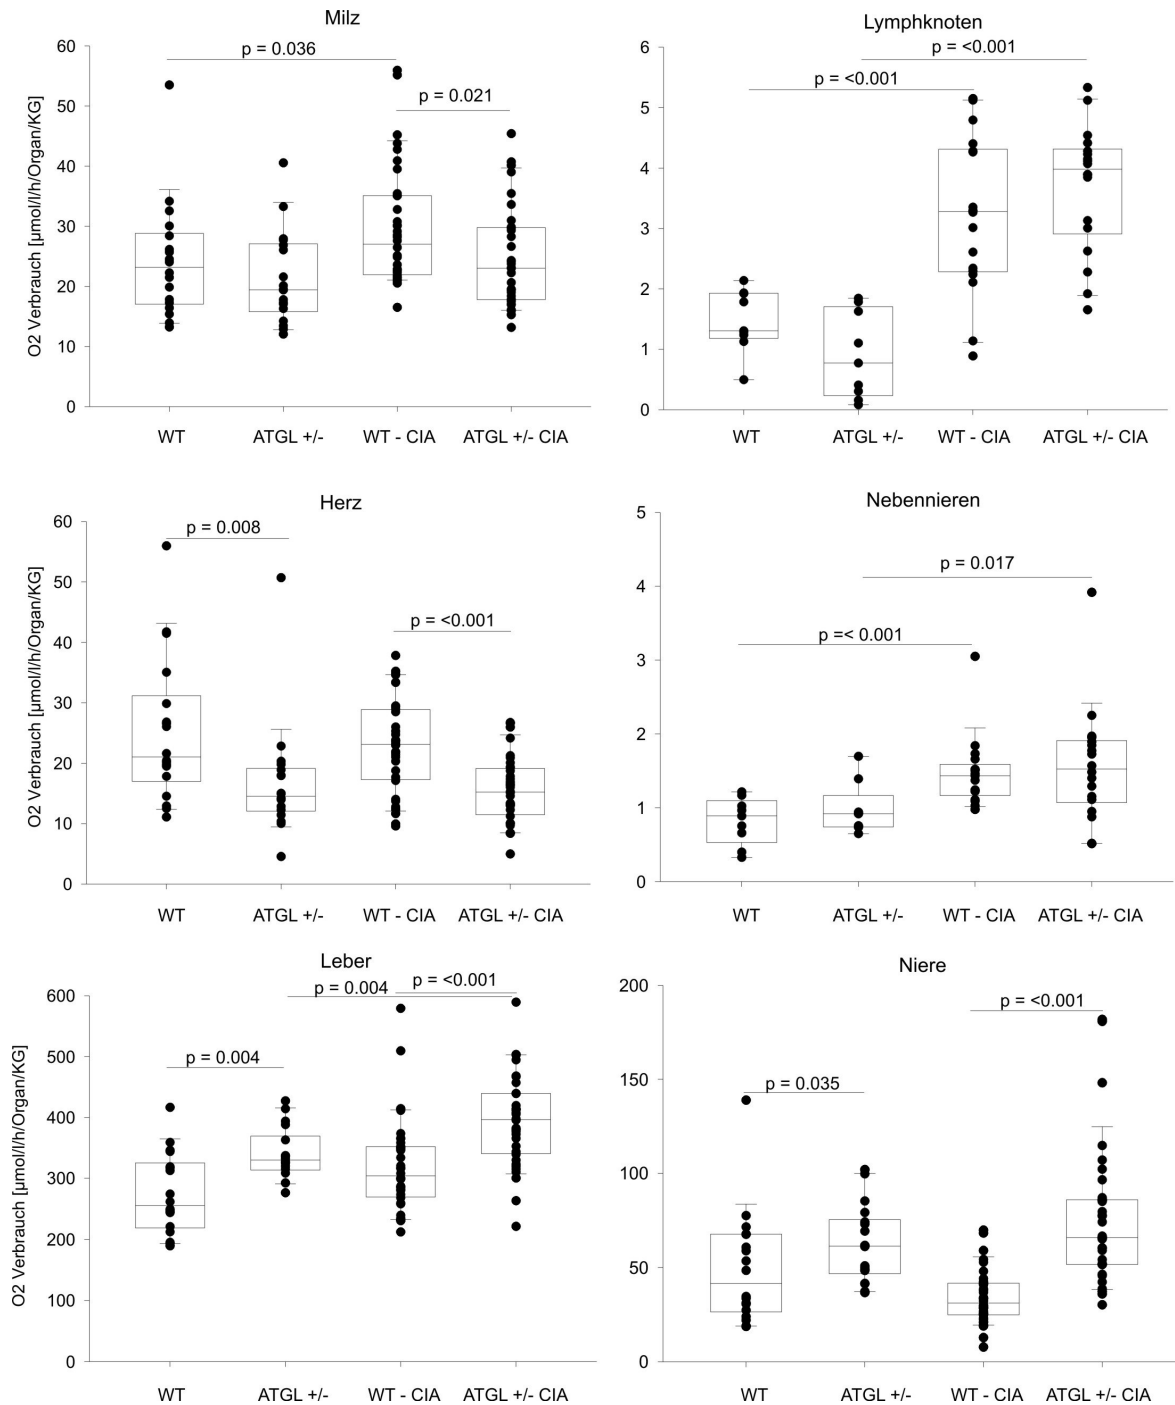 Milz
p = 0.036
p = 0.021
60
50
40
30
20
10
0
O2 Verbrauch [µmol/l/h/Organ/KG]
WT ATGL +/- WT - CIA ATGL +/- CIA
Lymphknoten
p = <0.001
p = <0.001
6
5
4
3
2
1
0
WT ATGL +/- WT - CIA ATGL +/- CIA
Herz
p = 0.008
p = <0.001
60
50
40
30
20
10
0
O2 Verbrauch [µmol/l/h/Organ/KG]
WT ATGL +/- WT - CIA ATGL +/- CIA
Nebennieren
p = 0.017
p =< 0.001
5
4
3
2
1
0
WT ATGL +/- WT - CIA ATGL +/- CIA
Leber
p = <0.001
p = 0.004
p = 0.004
600
500
400
300
200
100
0
O2 Verbrauch [µmol/l/h/Organ/KG]
WT ATGL +/- WT - CIA ATGL +/- CIA
Niere
p = <0.001
p = 0.035
200
150
100
50
0
WT ATGL +/- WT - CIA ATGL +/- CIA